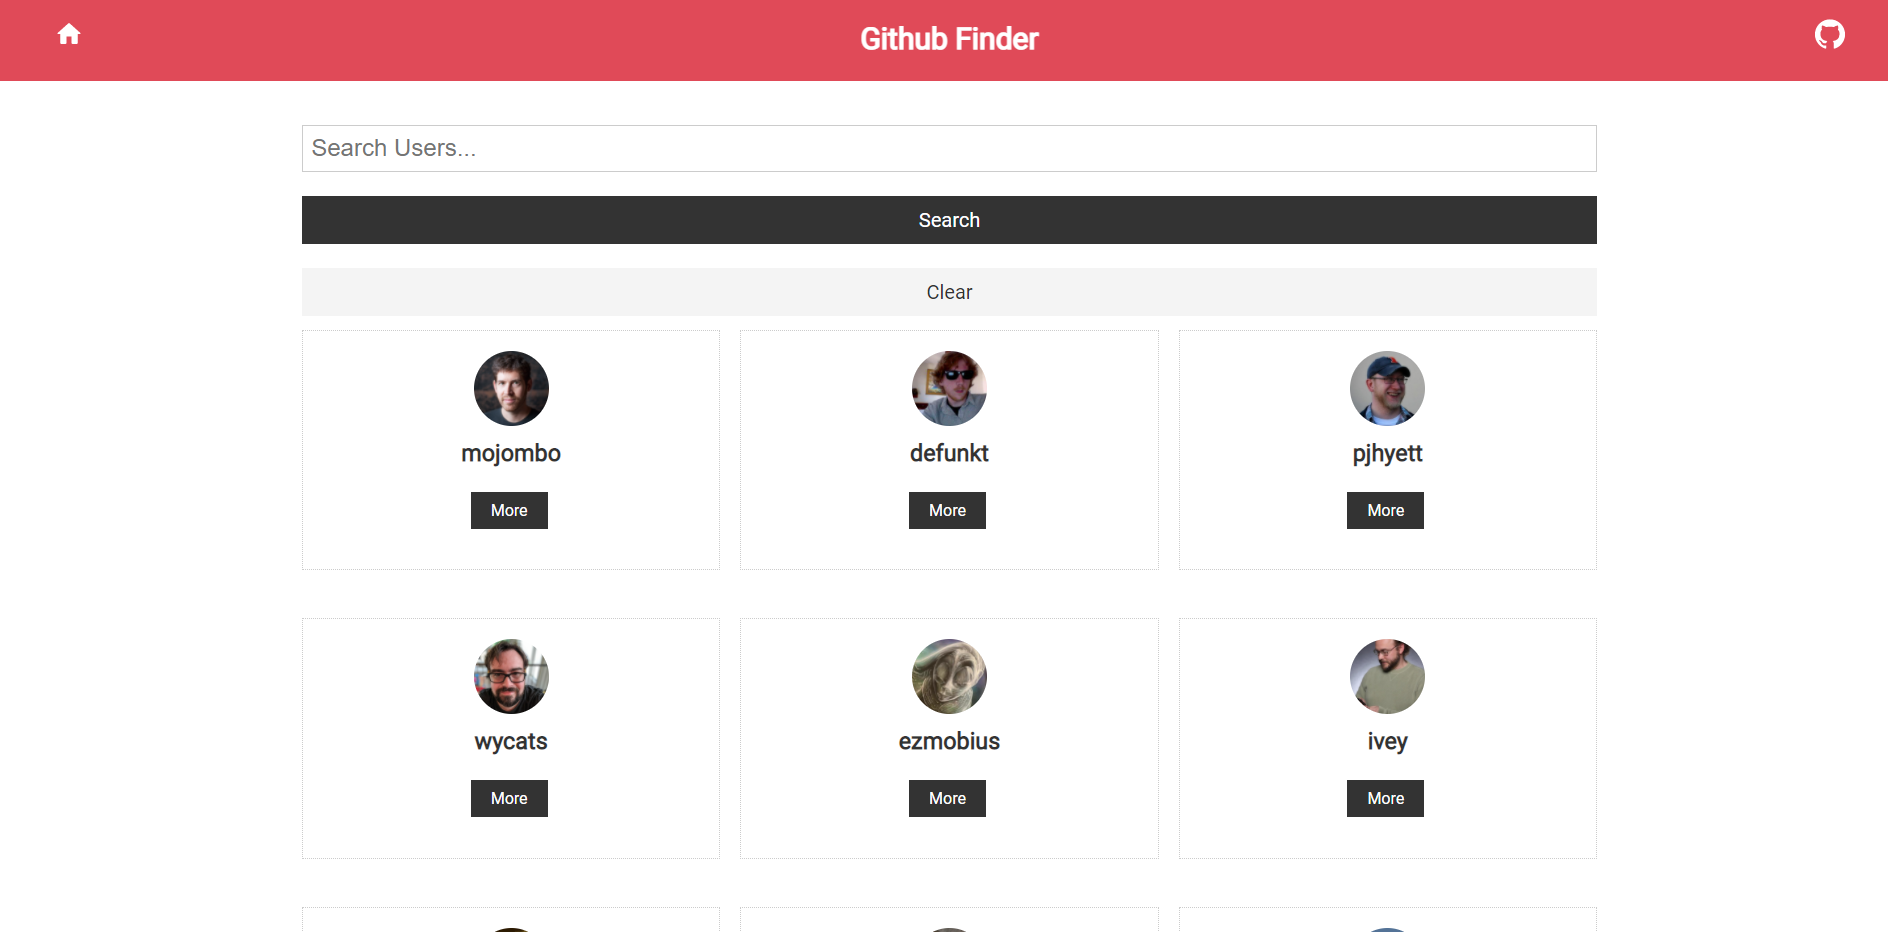 Github Finder
Search Users...
Search
Clear
mojombo
defunkt
pjhyett
More
More
More
wycats
ezmobius
ivey
More
More
More